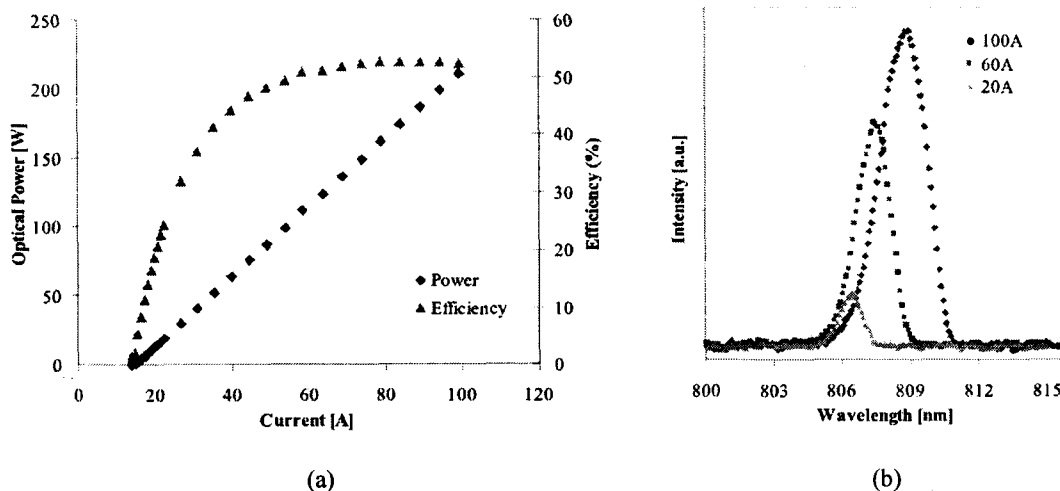 250
200
150
100
50
0
Optical Power [W]
60
50
40
30
20
10
0
Efficiency (%)
Power
Efficiency
0 20 40 60 80 100 120
Current [A]
(a)
Intensity [a.u.]
100A
60A
20A
800 803 806 809 812 815
Wavelength [nm]
(b)